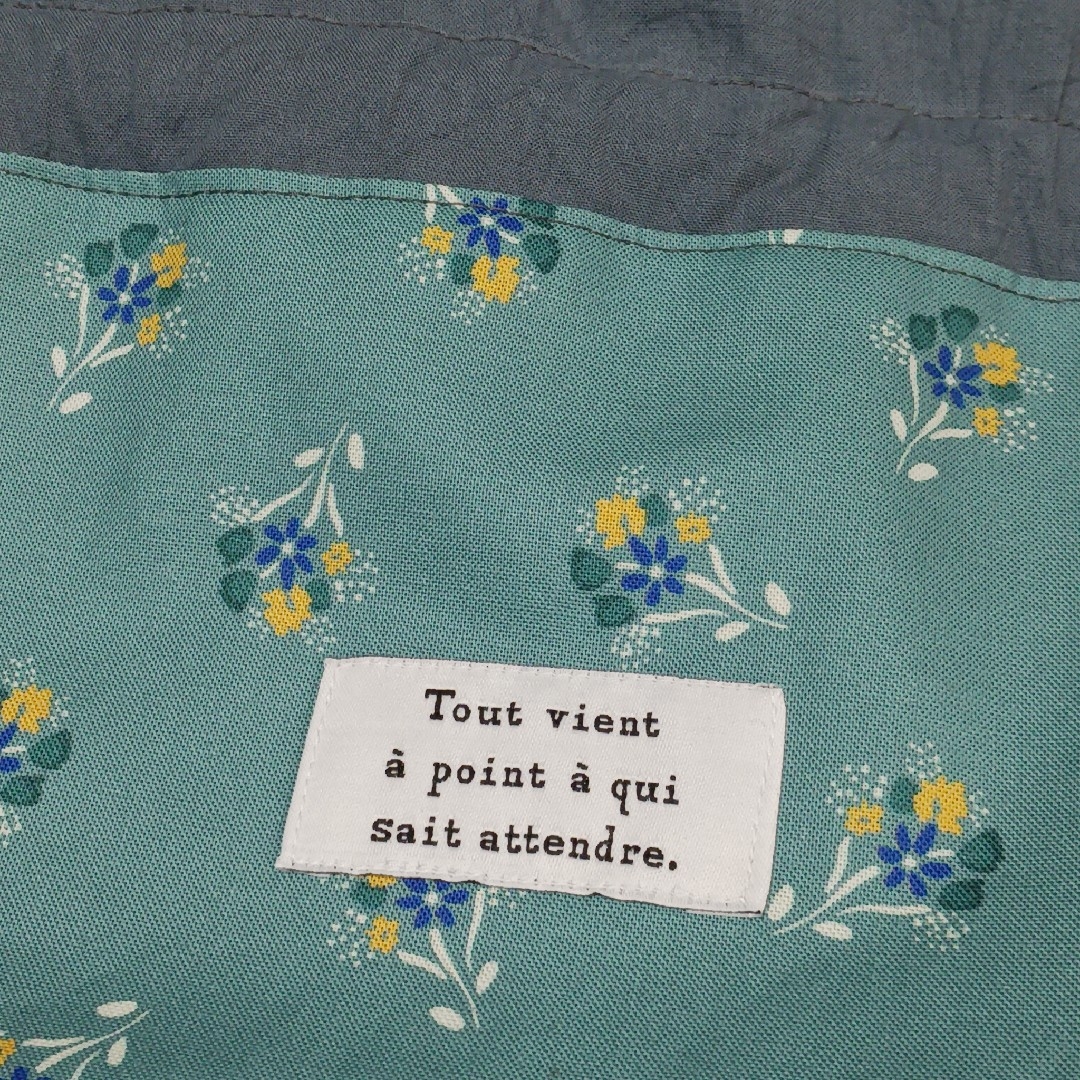 Tout vient
à point à qui
sait attendre.